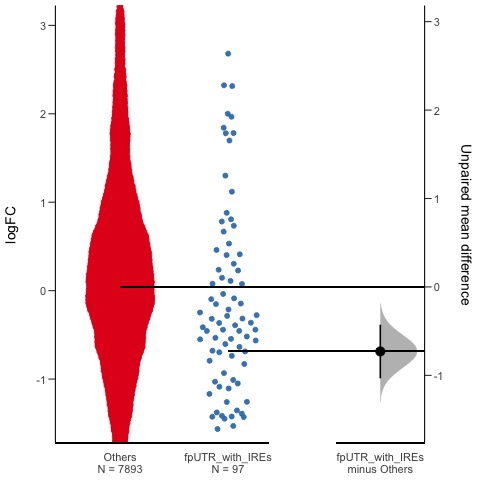 3
2
1
0
-1
logFC
3
2
1
0
-1
Unpaired mean difference
Others
N = 7893
fpUTR_with_IREs
N = 97
fpUTR_with_IREs
minus Others